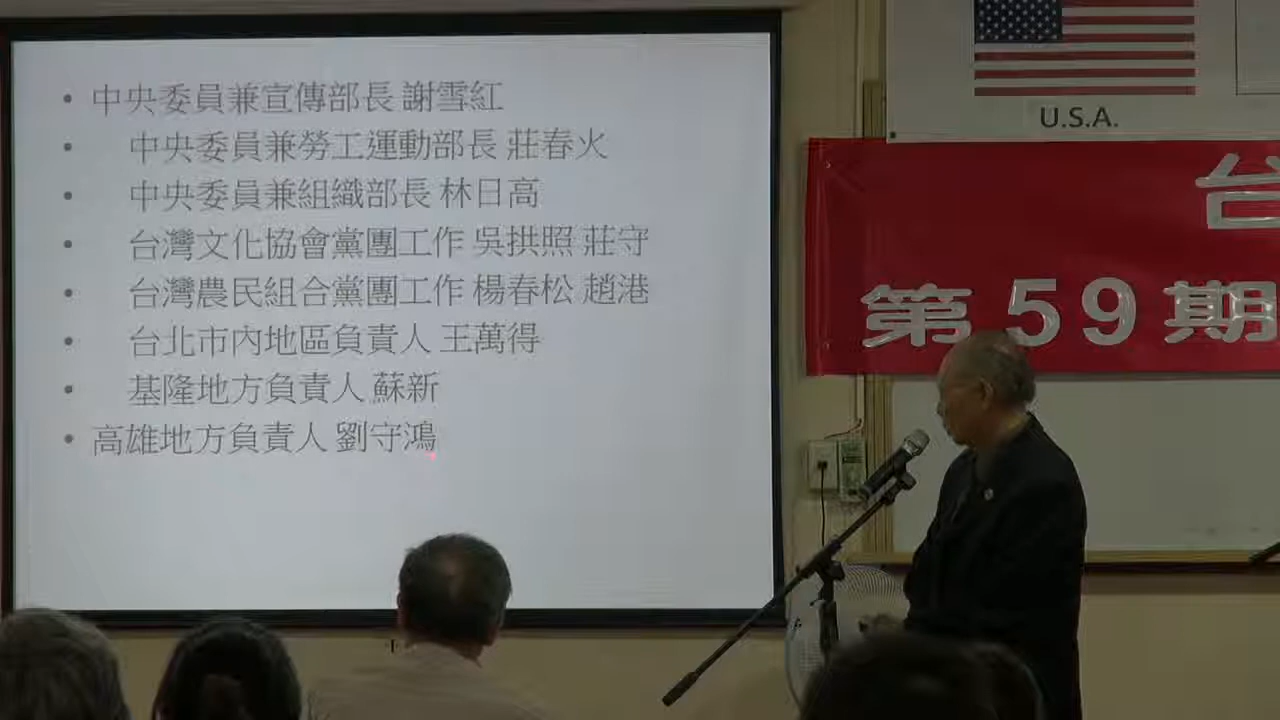 • 中央委員兼宣傳部長 謝雪紅
• 中央委員兼勞工運動部長 莊春火
• 中央委員兼組織部長 林日高
• 台灣文化協會黨團工作 吳拱照 莊守
• 台灣農民組合黨團工作 楊春松 趙港
• 台北市內地區負責人 王萬得
• 基隆地方負責人 蘇新
• 高雄地方負責人 劉守鴻
U.S.A.
台
第59期